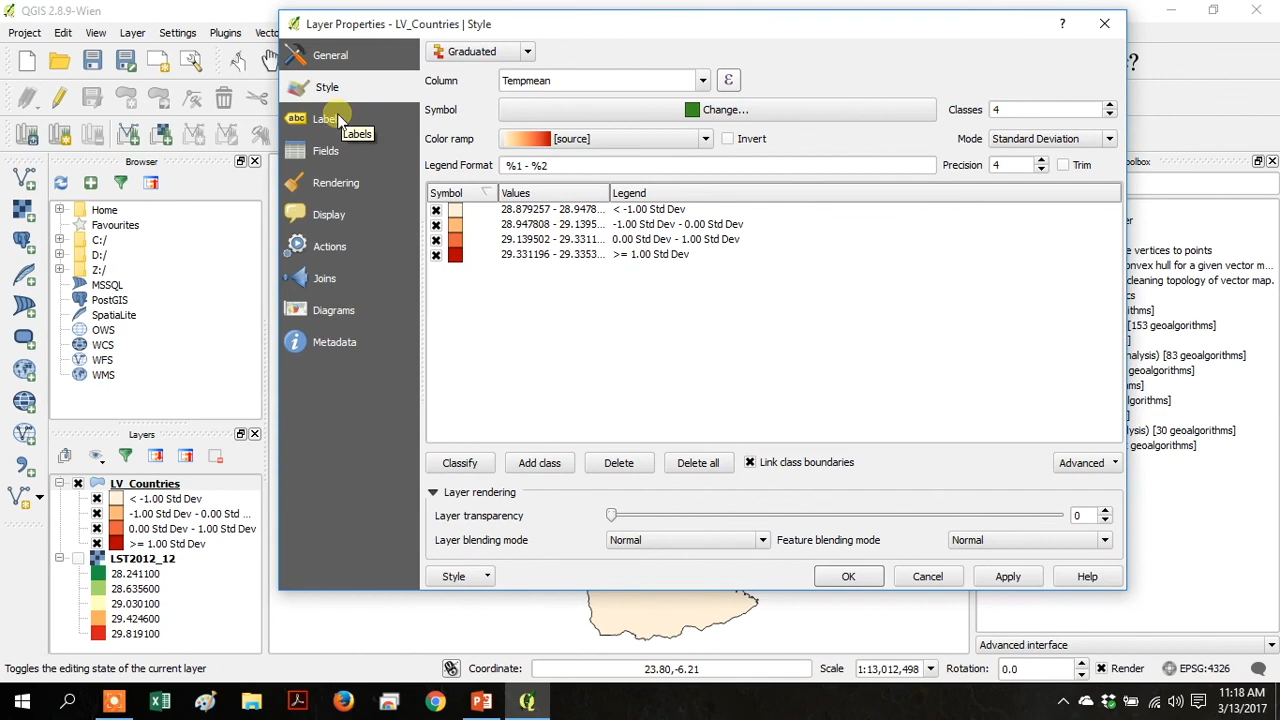 QGIS 2.8.9-Wien
Project Edit View Layer Settings Plugins
Layer Properties - LV_Countries | Style
General
Style
Labels
Fields
Rendering
Display
Actions
Joins
Diagrams
Metadata
abc
Graduated
Column Tempmean ε
Symbol Change... Classes 4
Color ramp [source] Invert Mode Standard Deviation
Legend Format %1 - %2 Precision 4 Trim
Symbol Values Legend
28.879257 - 28.9478... < -1.00 Std Dev
28.947808 - 29.1395... -1.00 Std Dev - 0.00 Std Dev
29.139502 - 29.3311... 0.00 Std Dev - 1.00 Std Dev
29.331196 - 29.3353... >= 1.00 Std Dev
Classify Add class Delete Delete all Link class boundaries Advanced
Layer rendering
Layer transparency 0
Layer blending mode Normal Feature blending mode Normal
Style OK Cancel Apply Help
Browser
Home
Favourites
C:/
D:/
Z:/
MSSQL
PostGIS
SpatiaLite
OWS
WCS
WFS
WMS
Layers
LV_Countries
< -1.00 Std Dev
-1.00 Std Dev - 0.00 Std ...
0.00 Std Dev - 1.00 Std Dev
>= 1.00 Std Dev
LST2012_12
28.241100
28.635600
29.030100
29.424600
29.819100
e vertices to points
onvex hull for a given vector m...
cleaning topology of vector map.
[153 geoalgorithms]
[83 geoalgorithms]
[30 geoalgorithms]
Advanced interface
Toggles the editing state of the current layer
Coordinate: 23.80,-6.21 Scale 1:13,012,498 Rotation: 0.0 Render EPSG:4326
11:18 AM
3/13/2017